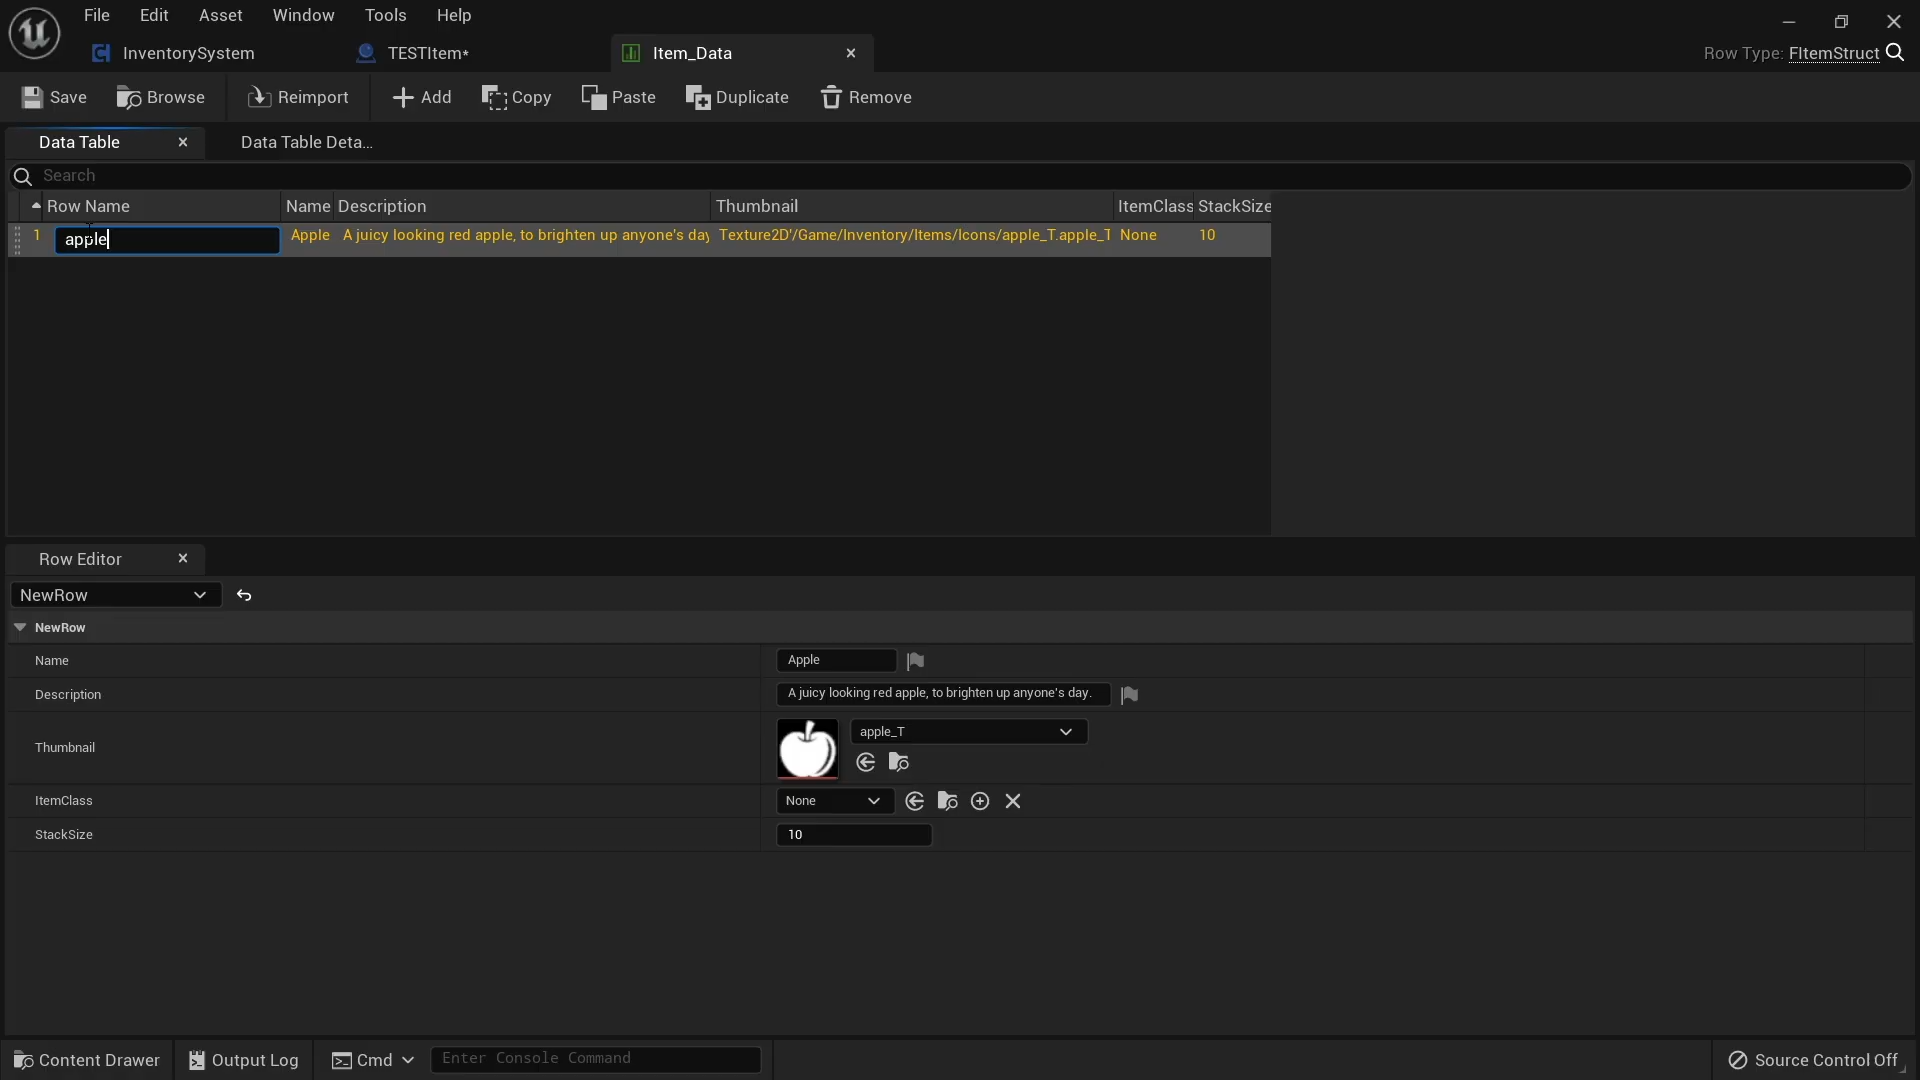 File Edit Asset Window Tools Help
InventorySystem TESTItem* Item_Data Row Type: FItemStruct
Save Browse Reimport Add Copy Paste Duplicate Remove
Data Table Data Table Deta...
Search
Row Name Name Description Thumbnail ItemClass StackSize
1 apple Apple A juicy looking red apple, to brighten up anyone's day Texture2D'/Game/Inventory/Items/Icons/apple_T.apple_T None 10
Row Editor
NewRow
NewRow
Name Apple
Description A juicy looking red apple, to brighten up anyone's day.
Thumbnail apple_T
ItemClass None
StackSize 10
Content Drawer Output Log Cmd Enter Console Command Source Control Off